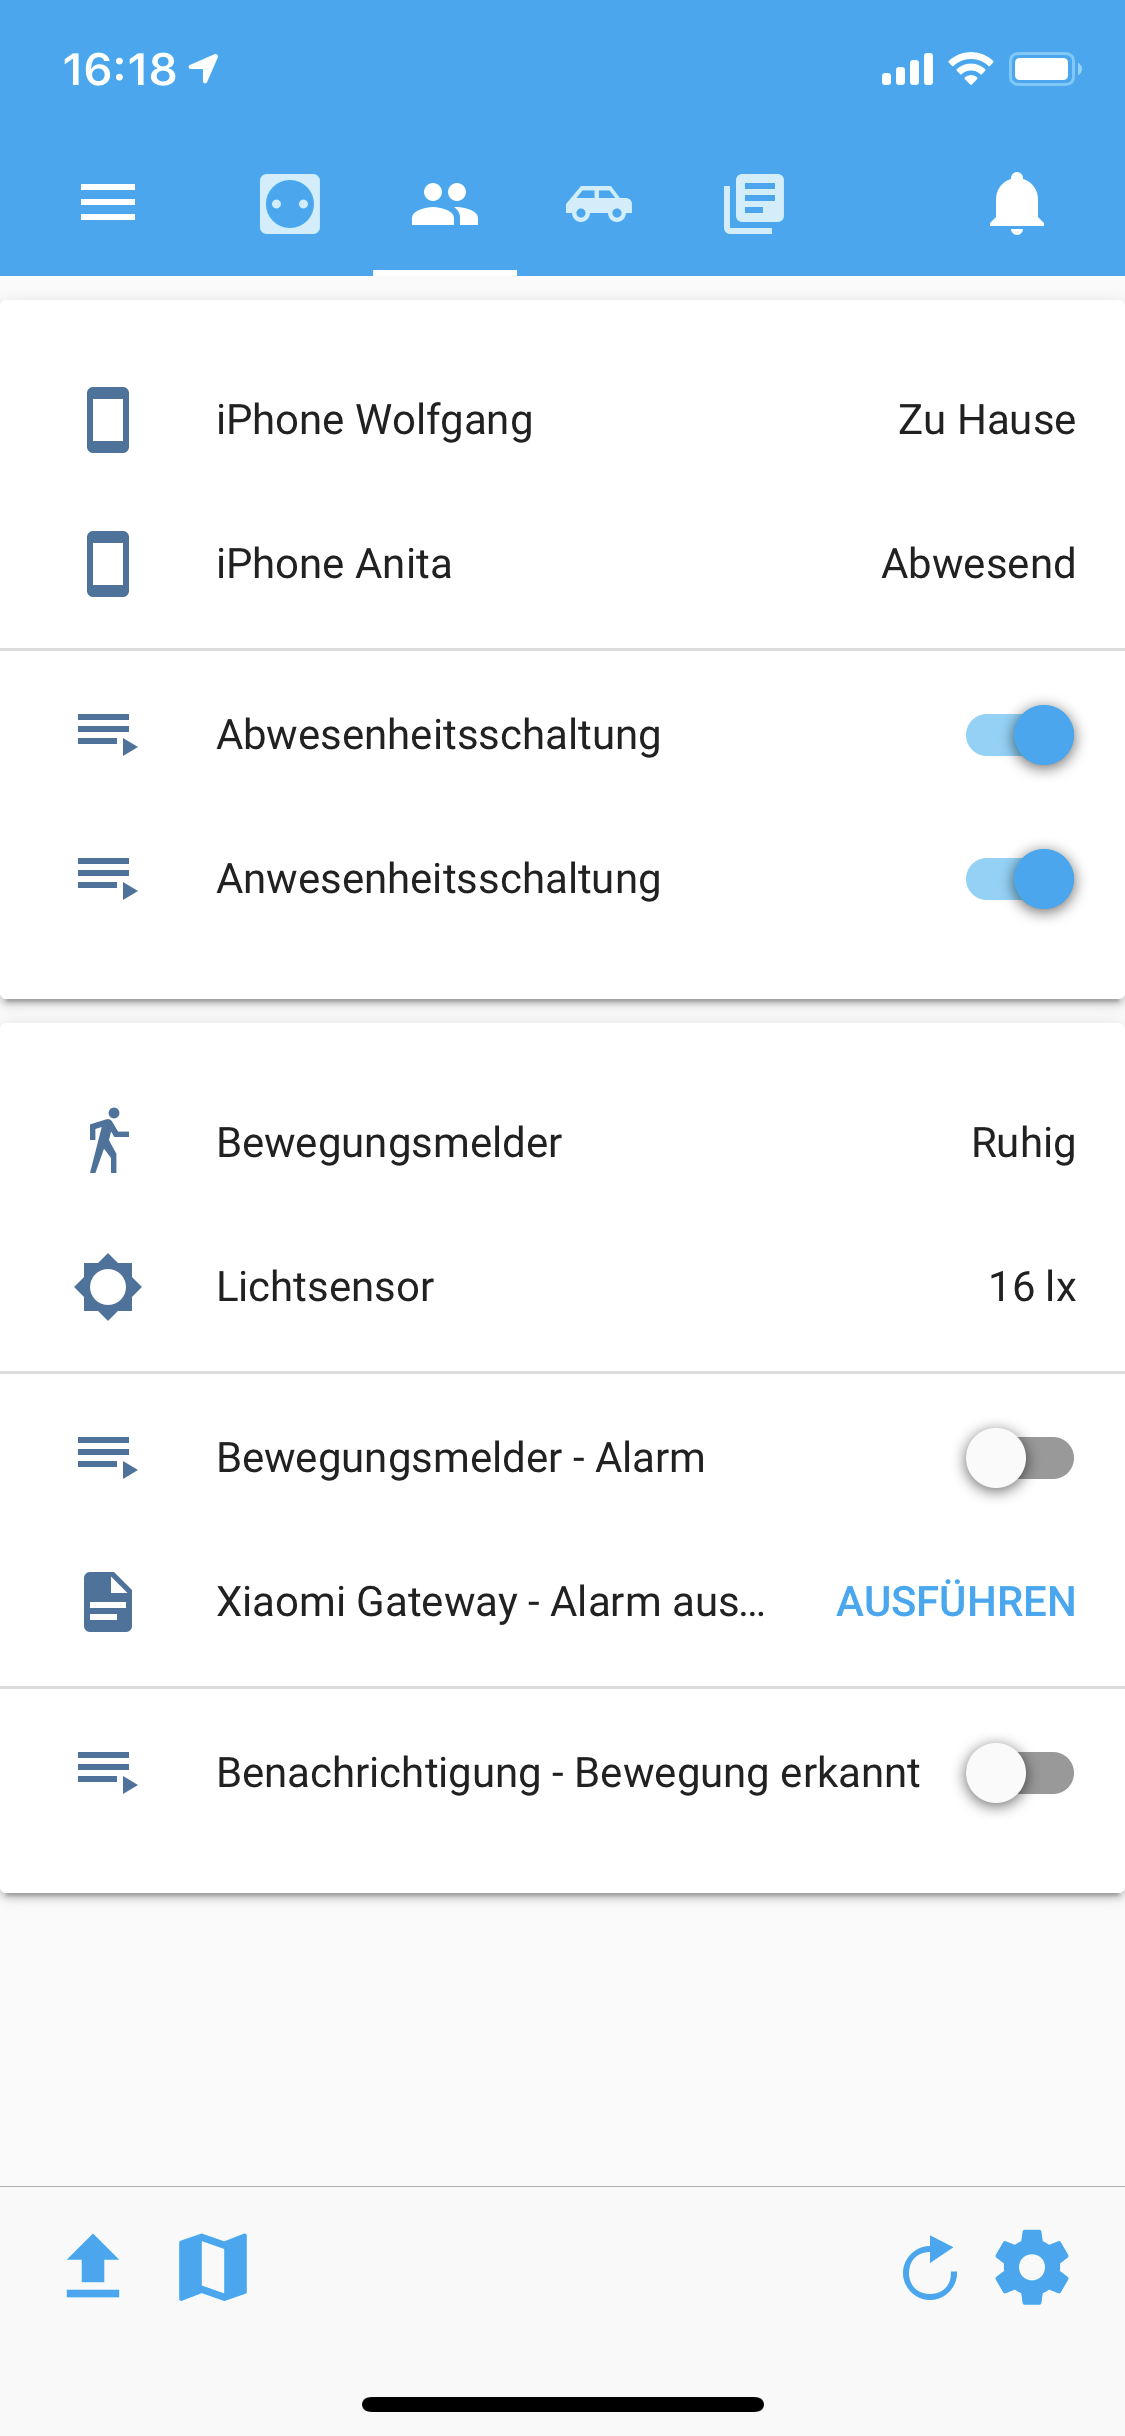 16:18
iPhone Wolfgang Zu Hause
iPhone Anita Abwesend
Abwesenheitsschaltung
Anwesenheitsschaltung
Bewegungsmelder Ruhig
Lichtsensor 16 lx
Bewegungsmelder - Alarm
Xiaomi Gateway - Alarm aus... AUSFÜHREN
Benachrichtigung - Bewegung erkannt